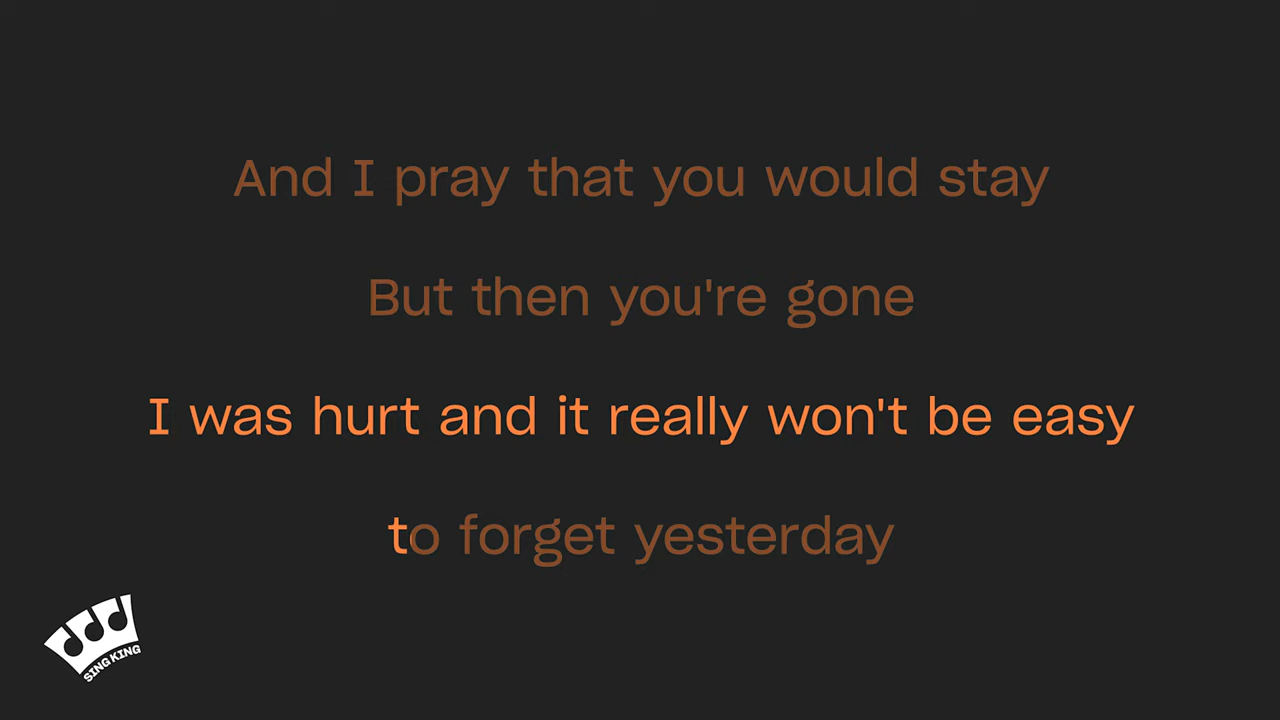 And I pray that you would stay
But then you're gone
I was hurt and it really won't be easy
to forget yesterday
SING KING